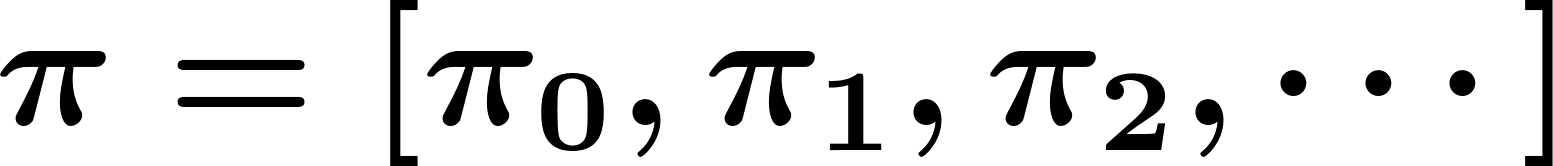 π = [π₀, π₁, π₂, ⋯ ]